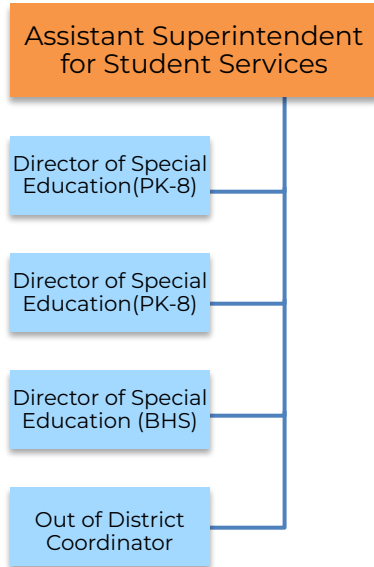 Assistant Superintendent
for Student Services
Director of Special
Education(PK-8)
Director of Special
Education(PK-8)
Director of Special
Education (BHS)
Out of District
Coordinator